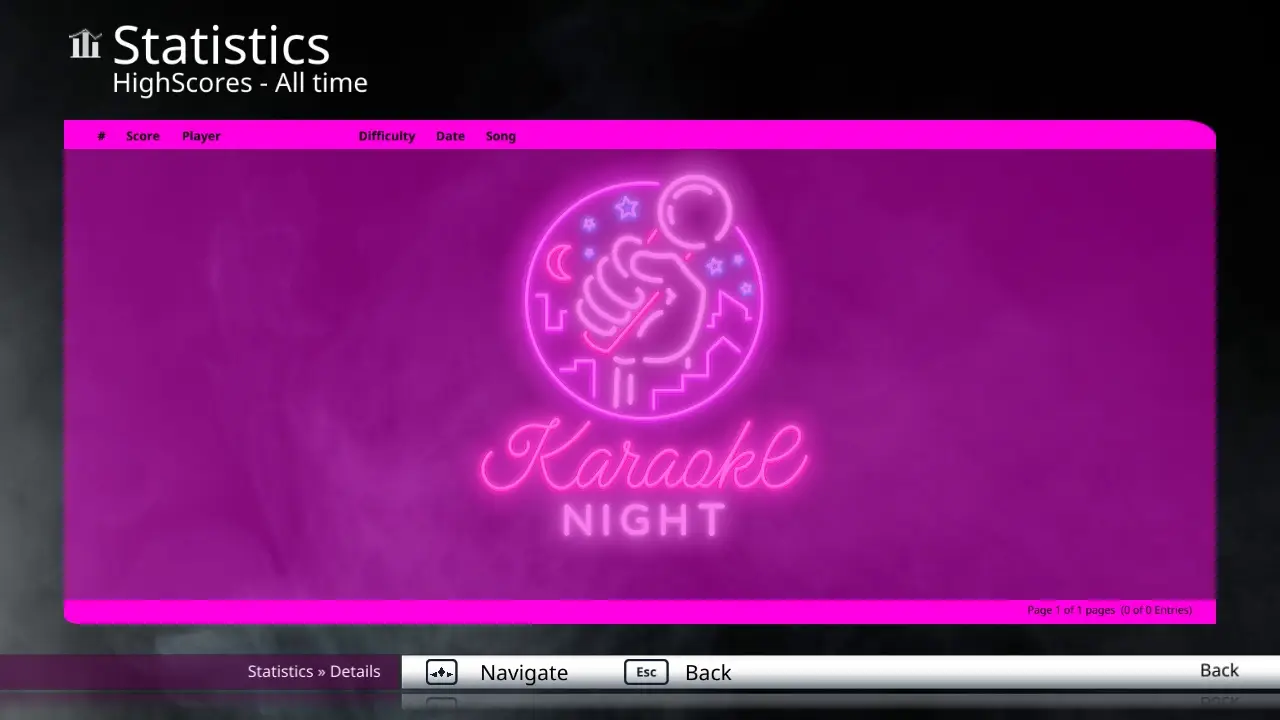 Statistics
HighScores - All time
# Score Player Difficulty Date Song
Karaoke
NIGHT
Page 1 of 1 pages (0 of 0 Entries)
Statistics » Details
Navigate
Esc Back
Back